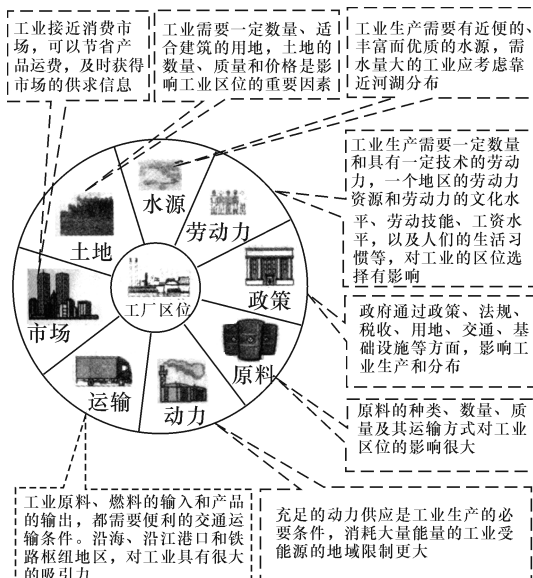 工业接近消费市
场，可以节省产
品运费，及时获得
市场的供求信息
工业需要一定数量、适
合建筑的用地，土地的
数量、质量和价格是影
响工业区位的重要因素
工业生产需要有近便的、
丰富而优质的水源，需
水量大的工业应考虑靠
近河湖分布
工业生产需要一定数量
和具有一定技术的劳动
力，一个地区的劳动力
资源和劳动力的文化水
平、劳动技能、工资水
平，以及人们的生活习
惯等，对工业的区位选
择有影响
政府通过政策、法规、
税收、用地、交通、基
础设施等方面，影响工
业生产和分布
原料的种类、数量、质
量及其运输方式对工业
区位的影响很大
充足的动力供应是工业生产的必
要条件，消耗大量能量的工业受
能源的地域限制更大
工业原料、燃料的输入和产品
的输出，都需要便利的交通运
输条件。沿海、沿江港口和铁
路枢纽地区，对工业具有很大
的吸引力
水源
劳动力
土地
政策
工厂区位
市场
原料
运输
动力